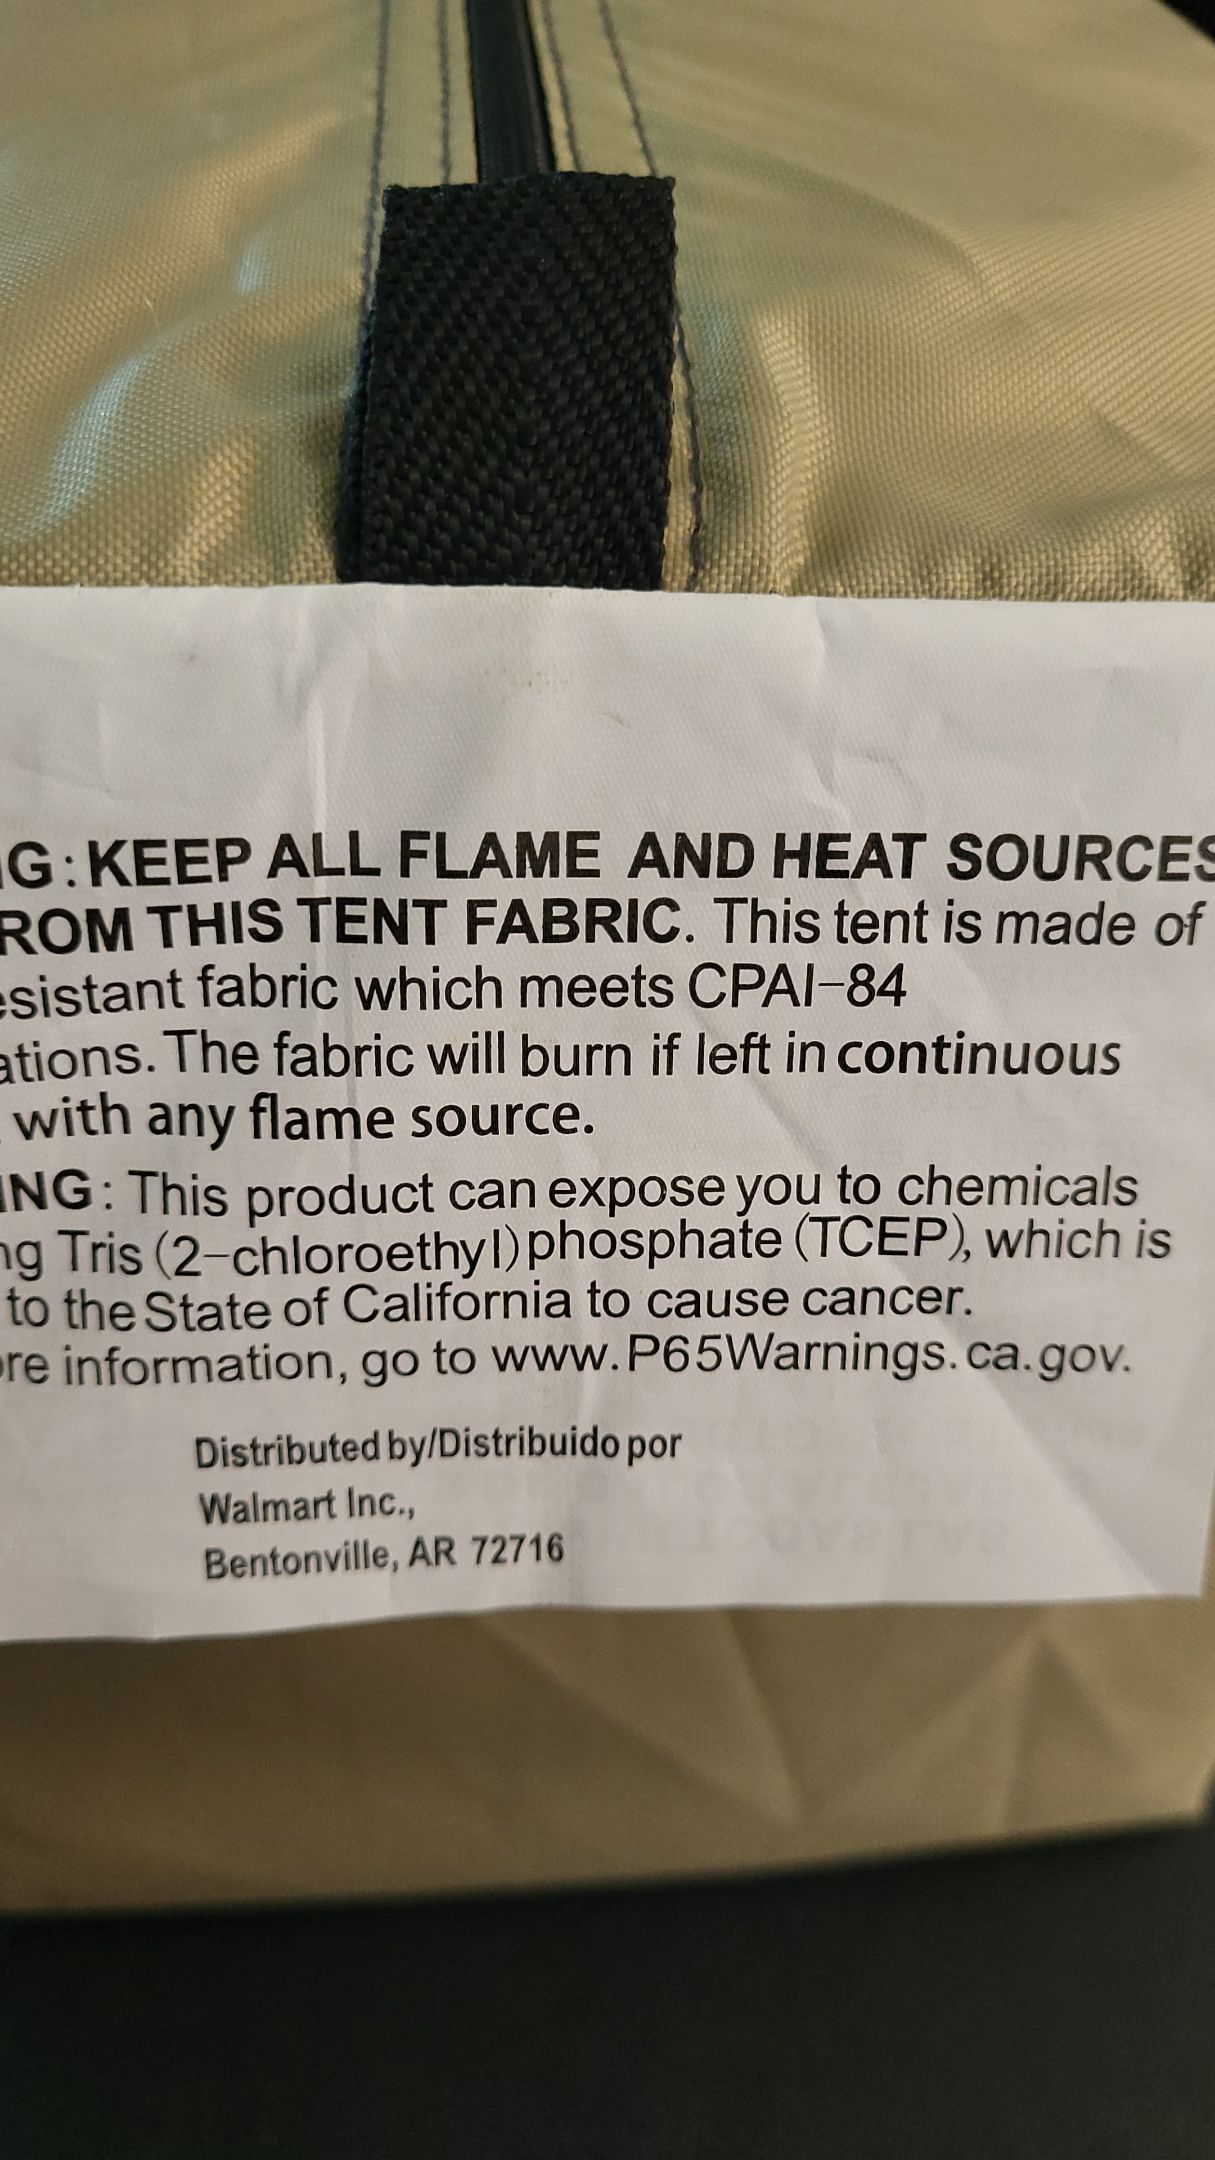 NG: KEEP ALL FLAME AND HEAT SOURCES
ROM THIS TENT FABRIC. This tent is made of
esistant fabric which meets CPAI-84
ations. The fabric will burn if left in continuous
with any flame source.
ING: This product can expose you to chemicals
ng Tris (2-chloroethyl) phosphate (TCEP), which is
to the State of California to cause cancer.
ore information, go to www.P65Warnings.ca.gov.
Distributed by/Distribuido por
Walmart Inc.,
Bentonville, AR 72716